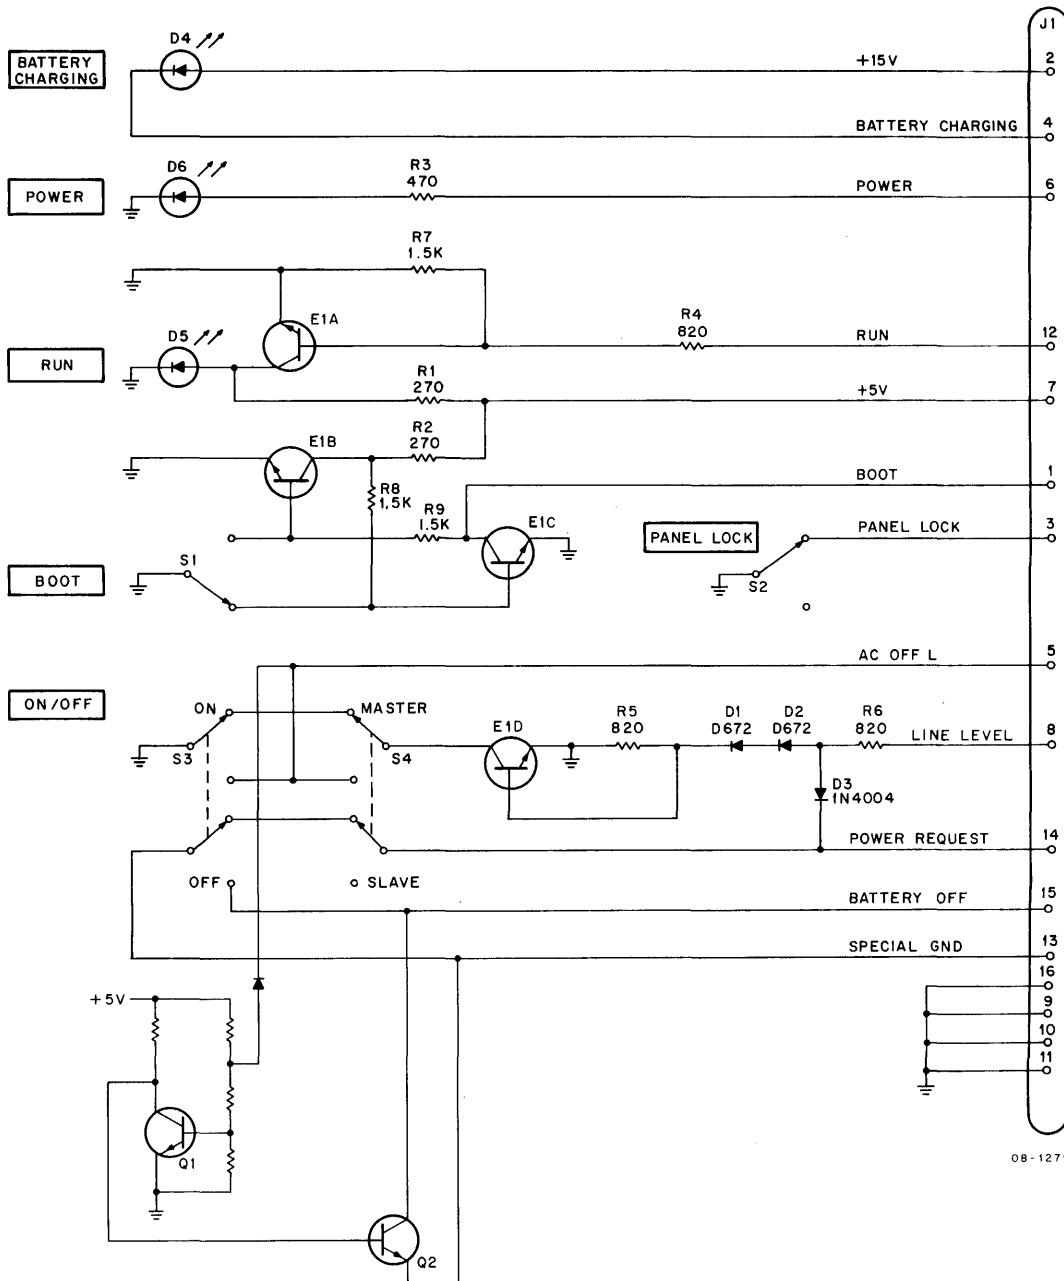 J1
D4
BATTERY
CHARGING
+15V
2
BATTERY CHARGING
4
D6
R3
470
POWER
POWER
6
R7
1.5K
E1A
D5
R4
820
RUN
12
RUN
R1
270
+5V
7
R2
270
E1B
R8
1,5K
BOOT
1
R9
1.5K
E1C
PANEL LOCK
PANEL LOCK
3
S1
BOOT
S2
AC OFF L
5
ON/OFF
ON
MASTER
S3
S4
E1D
R5
820
D1
D672
D2
D672
R6
820
LINE LEVEL
8
D3
1N4004
POWER REQUEST
14
OFF
SLAVE
BATTERY OFF
15
SPECIAL GND
13
16
+5V
9
10
11
Q1
Q2